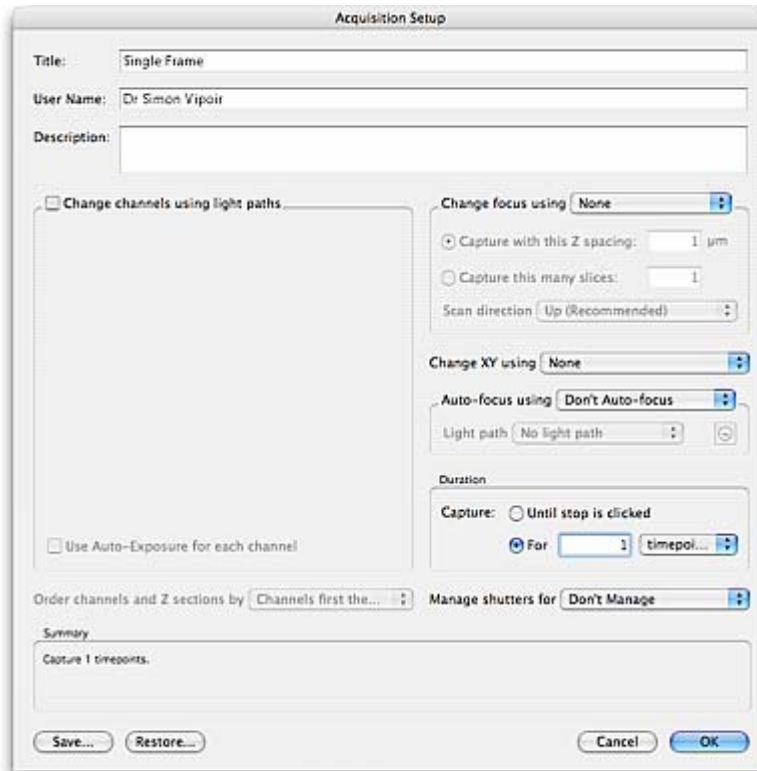 Acquisition Setup
Title: Single Frame
User Name: Dr Simon Vipoir
Description:
Change channels using light paths
Use Auto-Exposure for each channel
Change focus using None
Capture with this Z spacing: 1 µm
Capture this many slices: 1
Scan direction Up (Recommended)
Change XY using None
Auto-focus using Don't Auto-focus
Light path No light path
Duration
Capture: Until stop is clicked
For 1 timepoi...
Order channels and Z sections by Channels first the...
Manage shutters for Don't Manage
Summary
Capture 1 timepoints.
Save... Restore... Cancel OK